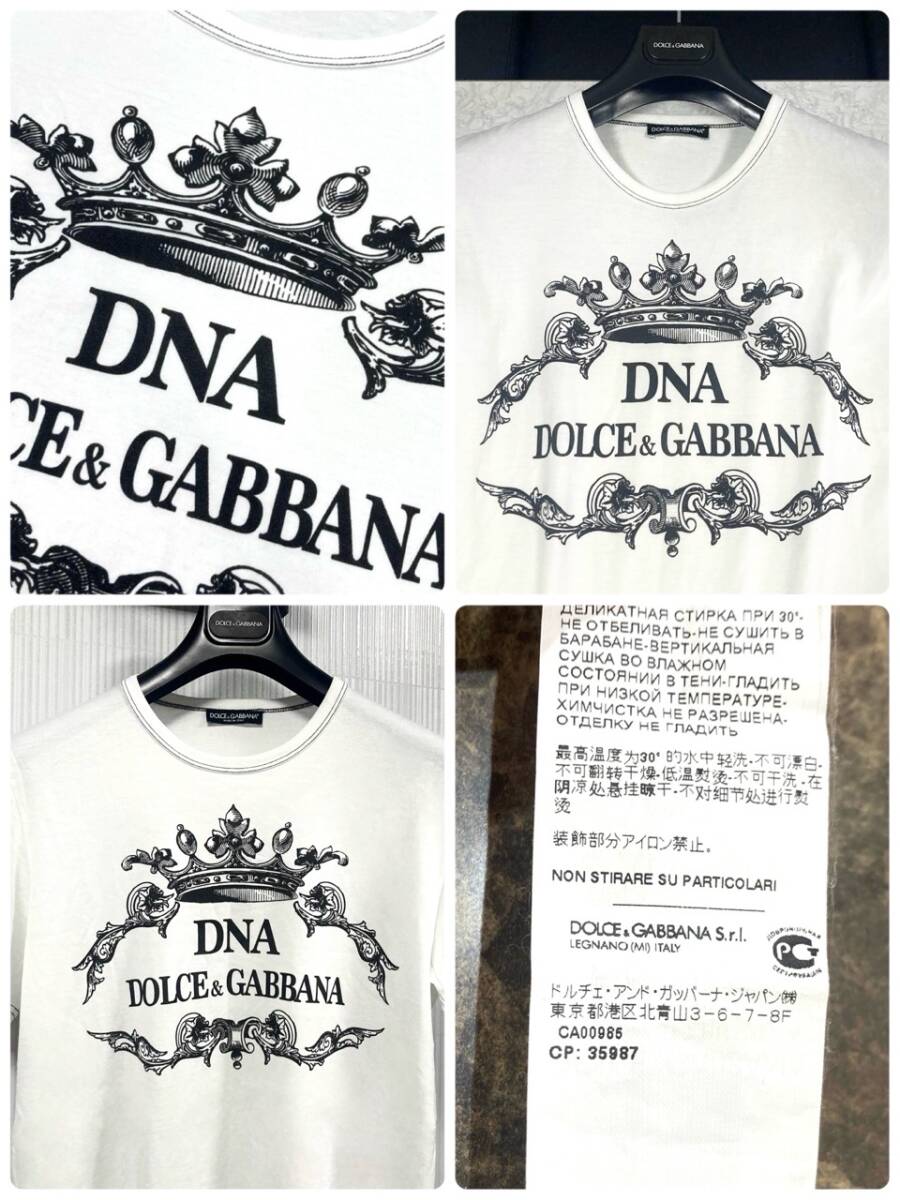 DNA
CE & GABBANA
DOLCE & GABBANA
DOLCE & GABBANA
DNA
DOLCE & GABBANA
DOLCE & GABBANA
DOLCE & GABBANA
DNA
DOLCE & GABBANA
ДЕЛИКАТНАЯ СТИРКА ПРИ 30°-
НЕ ОТБЕЛИВАТЬ-НЕ СУШИТЬ В
БАРАБАНЕ-ВЕРТИКАЛЬНАЯ
СУШКА ВО ВЛАЖНОМ
СОСТОЯНИИ В ТЕНИ-ГЛАДИТЬ
ПРИ НИЗКОЙ ТЕМПЕРАТУРЕ-
ХИМЧИСТКА НЕ РАЗРЕШЕНА-
ОТДЕЛКУ НЕ ГЛАДИТЬ
最高温度为30° 的水中轻洗-不可漂白-
不可翻转干燥-低温熨烫-不可干洗-在
阴凉处悬挂晾干-不对细节处进行熨
烫
装飾部分アイロン禁止。
NON STIRARE SU PARTICOLARI
DOLCE & GABBANA S.r.l.
LEGNANO (MI) ITALY
ドルチェ・アンド・ガッバーナ・ジャパン㈱
東京都港区北青山3-6-7-8F
CA00985
CP: 35987